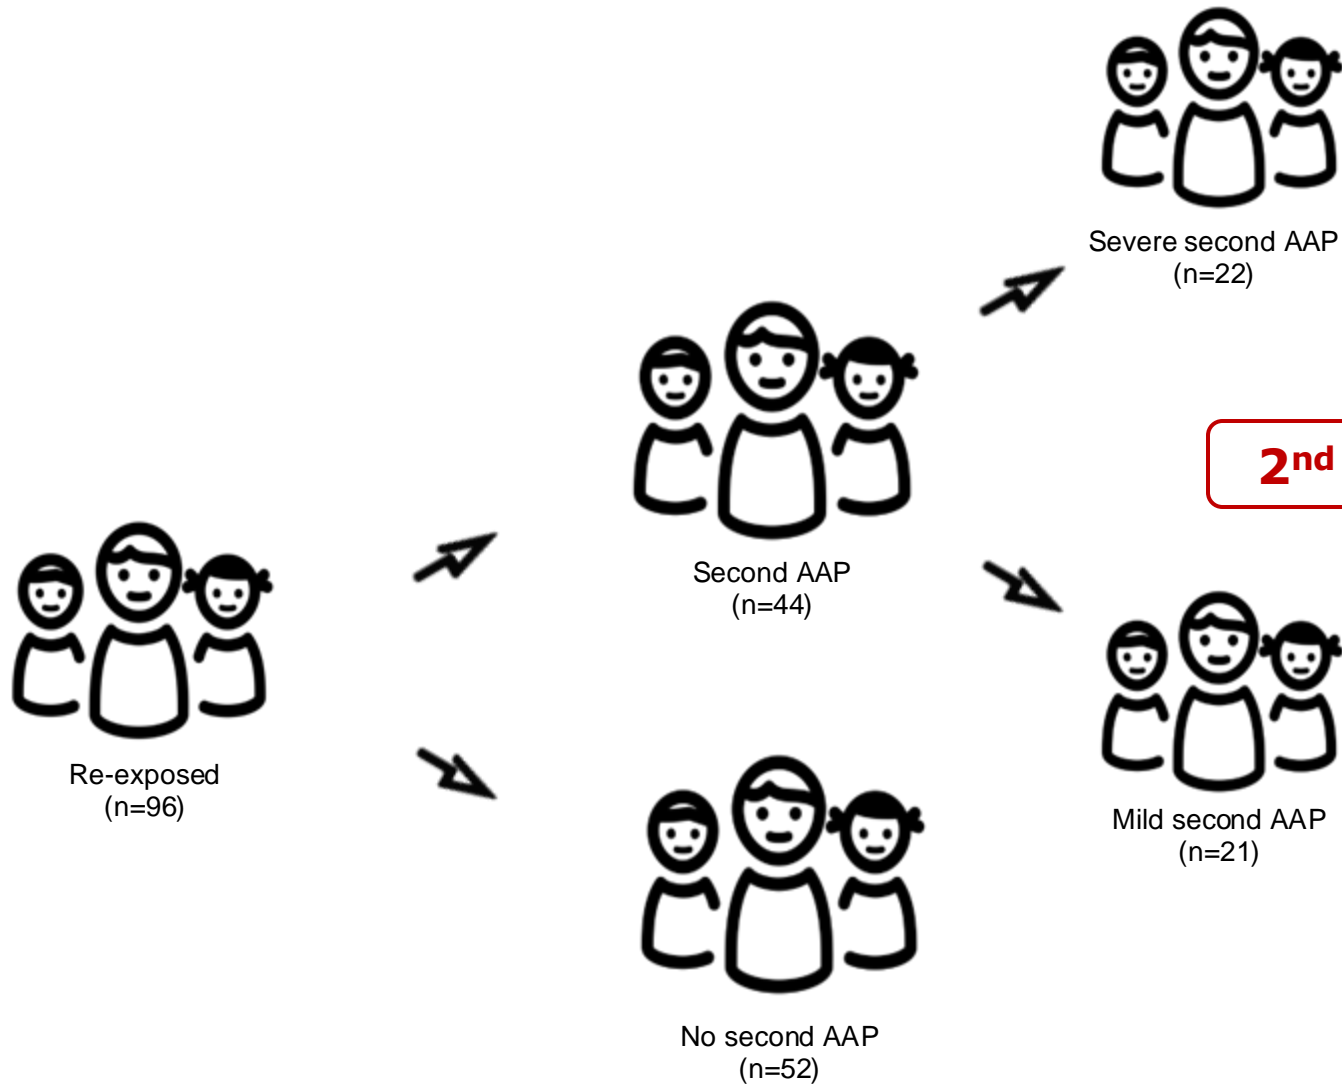 Severe second AAP
(n=22)
2nd
Second AAP
(n=44)
Re-exposed
(n=96)
Mild second AAP
(n=21)
No second AAP
(n=52)